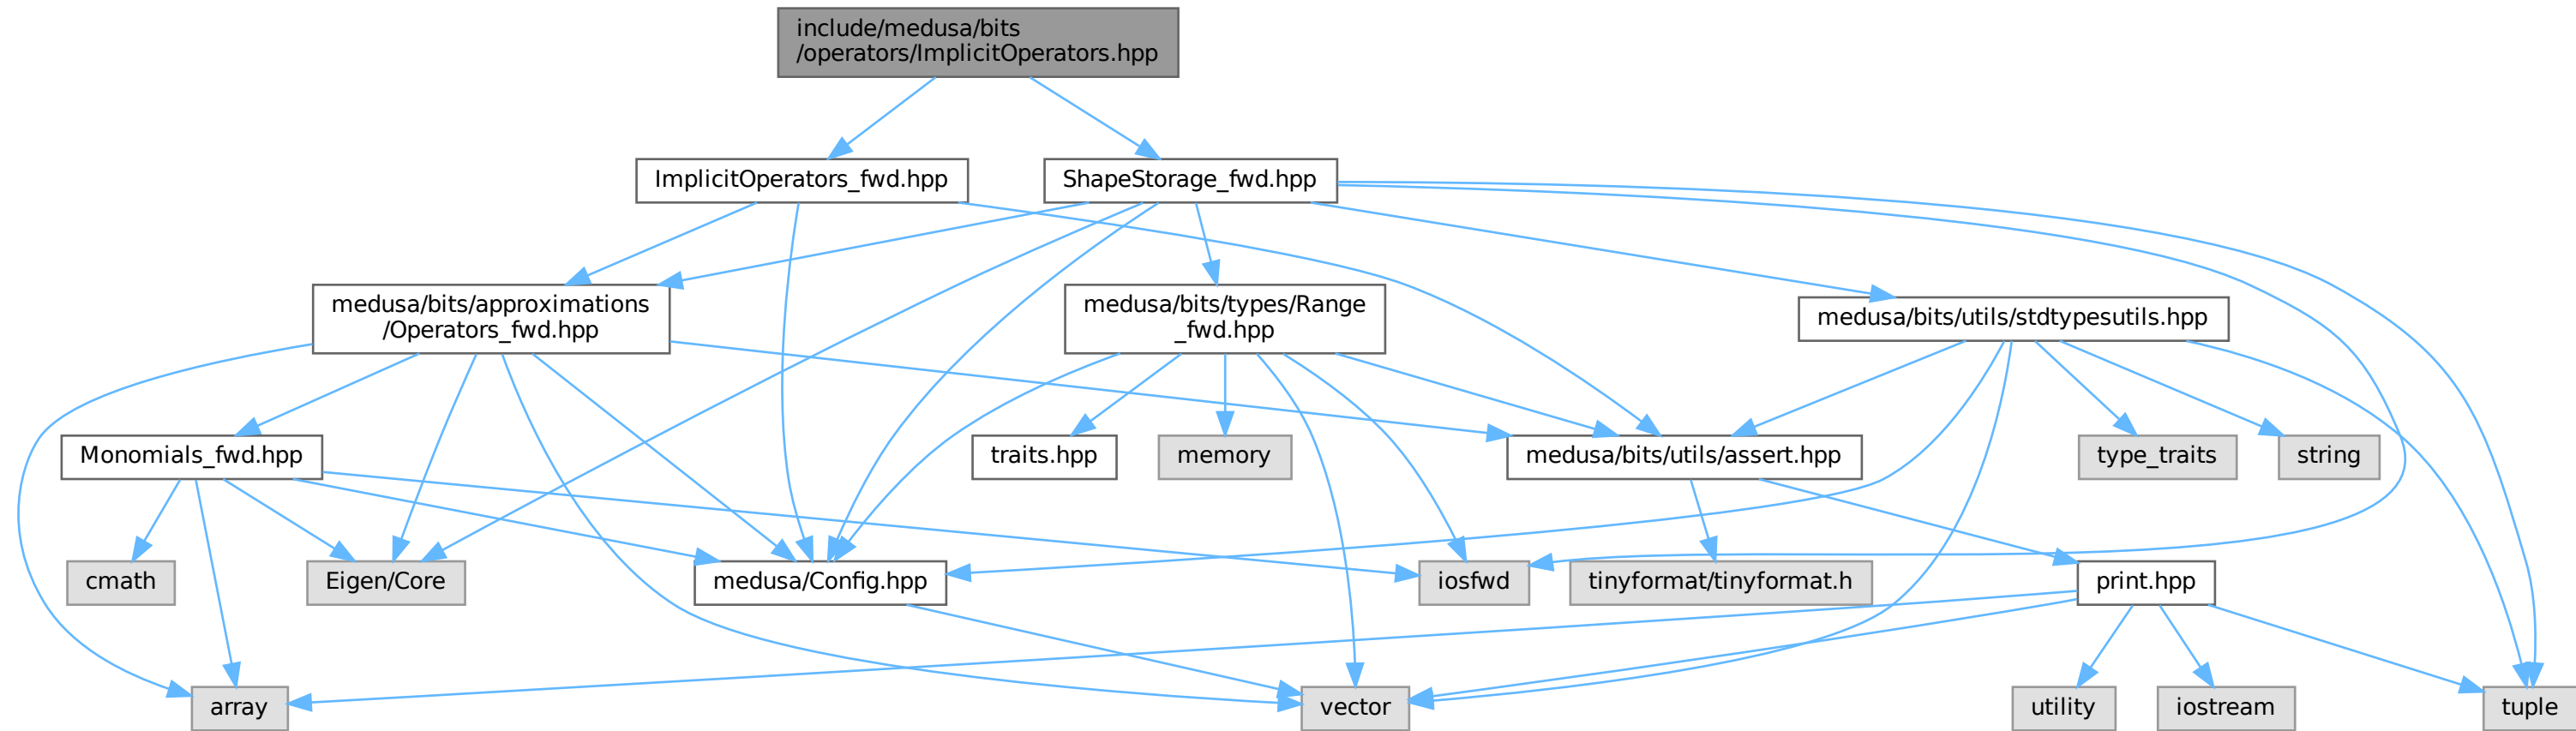 include/medusa/bits
/operators/ImplicitOperators.hpp
ImplicitOperators_fwd.hpp
ShapeStorage_fwd.hpp
medusa/bits/approximations
/Operators_fwd.hpp
medusa/bits/types/Range
_fwd.hpp
medusa/bits/utils/stdtypesutils.hpp
Monomials_fwd.hpp
traits.hpp
memory
medusa/bits/utils/assert.hpp
type_traits
string
cmath
Eigen/Core
medusa/Config.hpp
iosfwd
tinyformat/tinyformat.h
print.hpp
array
vector
utility
iostream
tuple